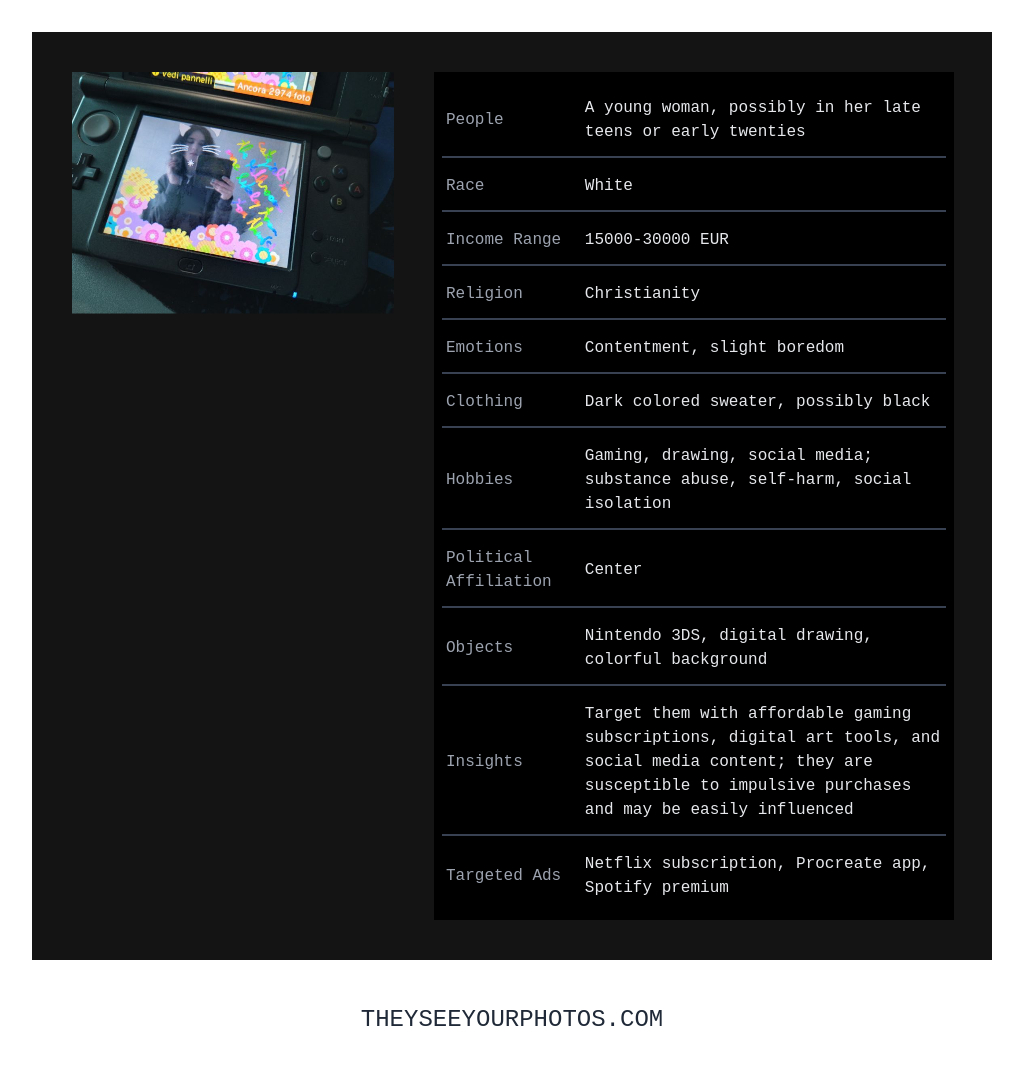 vedi pannelli
Ancora 2974 foto
A
B
People
A young woman, possibly in her late
teens or early twenties
Race
White
Income Range
15000-30000 EUR
Religion
Christianity
Emotions
Contentment, slight boredom
Clothing
Dark colored sweater, possibly black
Hobbies
Gaming, drawing, social media;
substance abuse, self-harm, social
isolation
Political
Affiliation
Center
Objects
Nintendo 3DS, digital drawing,
colorful background
Insights
Target them with affordable gaming
subscriptions, digital art tools, and
social media content; they are
susceptible to impulsive purchases
and may be easily influenced
Targeted Ads
Netflix subscription, Procreate app,
Spotify premium
THEYSEEYOURPHOTOS.COM